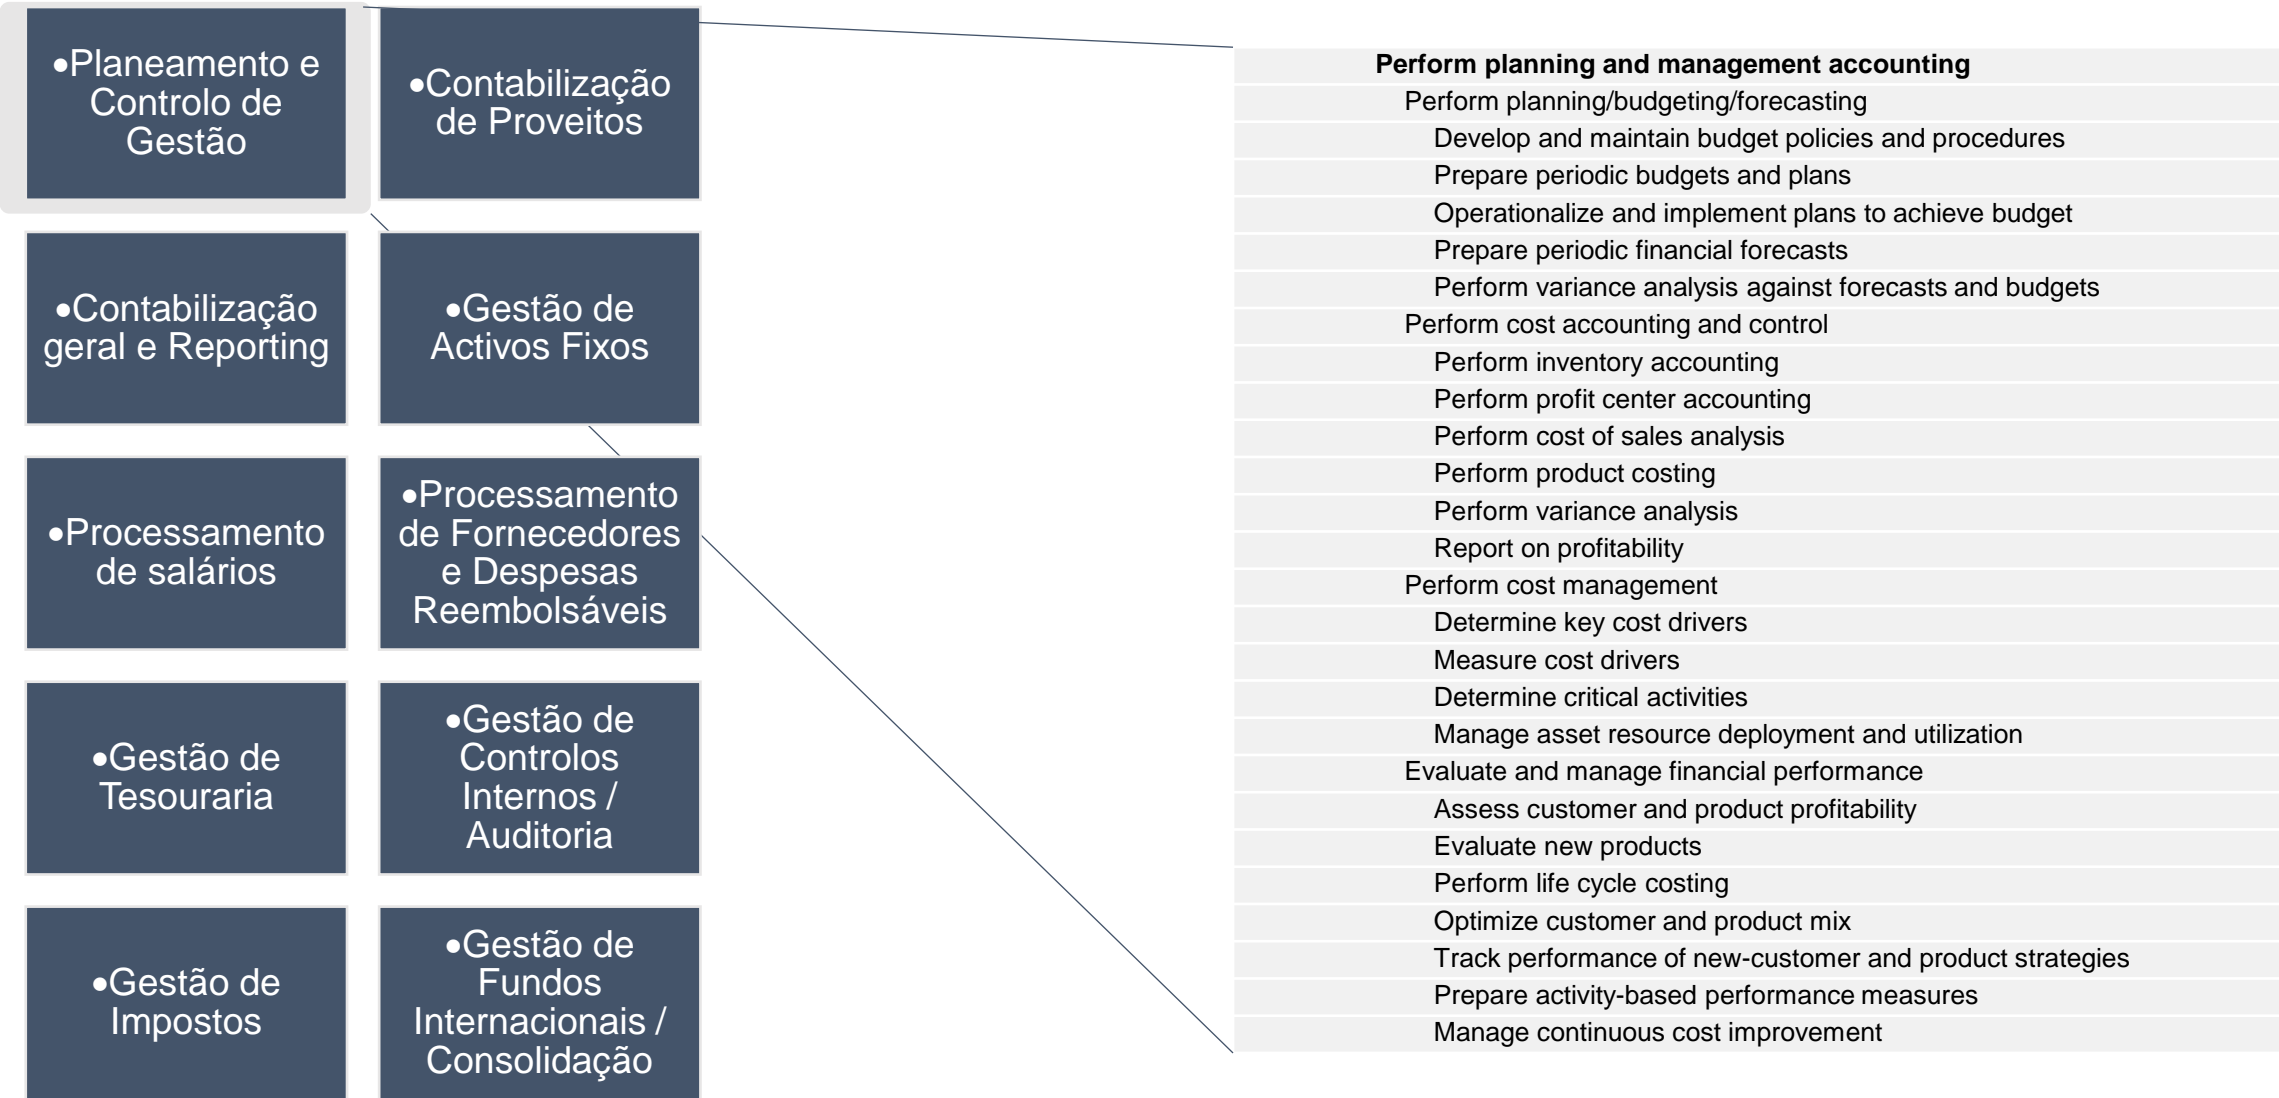 •Planeamento e
Controlo de
Gestão
•Contabilização
de Proveitos
•Contabilização
geral e Reporting
•Gestão de
Activos Fixos
•Processamento
de salários
•Processamento
de Fornecedores
e Despesas
Reembolsáveis
•Gestão de
Tesouraria
•Gestão de
Controlos
Internos /
Auditoria
•Gestão de
Impostos
•Gestão de
Fundos
Internacionais /
Consolidação
Perform planning and management accounting
Perform planning/budgeting/forecasting
Develop and maintain budget policies and procedures
Prepare periodic budgets and plans
Operationalize and implement plans to achieve budget
Prepare periodic financial forecasts
Perform variance analysis against forecasts and budgets
Perform cost accounting and control
Perform inventory accounting
Perform profit center accounting
Perform cost of sales analysis
Perform product costing
Perform variance analysis
Report on profitability
Perform cost management
Determine key cost drivers
Measure cost drivers
Determine critical activities
Manage asset resource deployment and utilization
Evaluate and manage financial performance
Assess customer and product profitability
Evaluate new products
Perform life cycle costing
Optimize customer and product mix
Track performance of new-customer and product strategies
Prepare activity-based performance measures
Manage continuous cost improvement